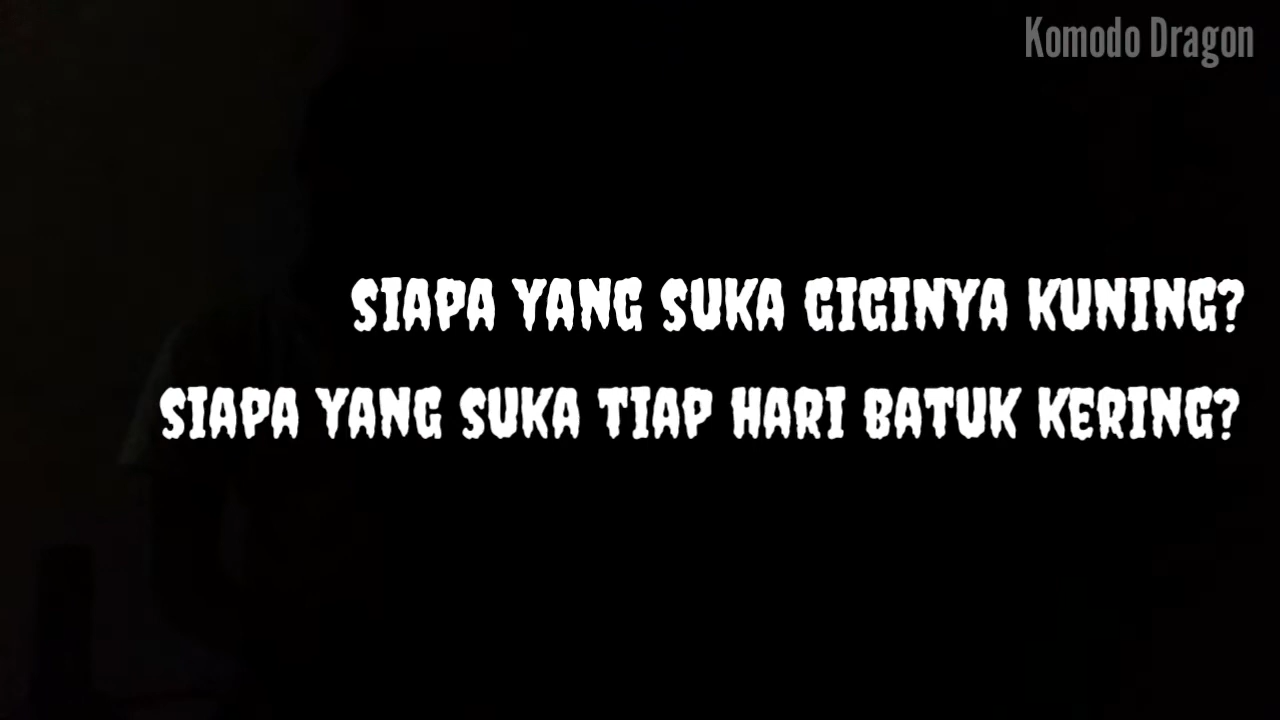 Komodo Dragon
SIAPA YANG SUKA GIGINYA KUNING?
SIAPA YANG SUKA TIAP HARI BATUK KERING?